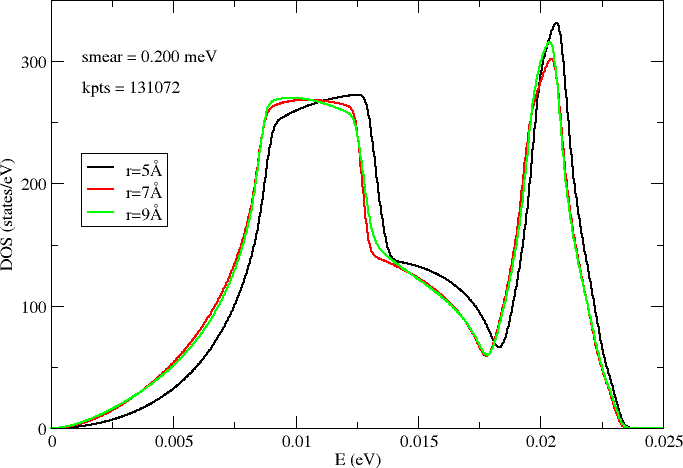 300
200
100
0
DOS (states/eV)
smear = 0.200 meV
kpts = 131072
r=5Å
r=7Å
r=9Å
0 0.005 0.01 0.015 0.02 0.025
E (eV)